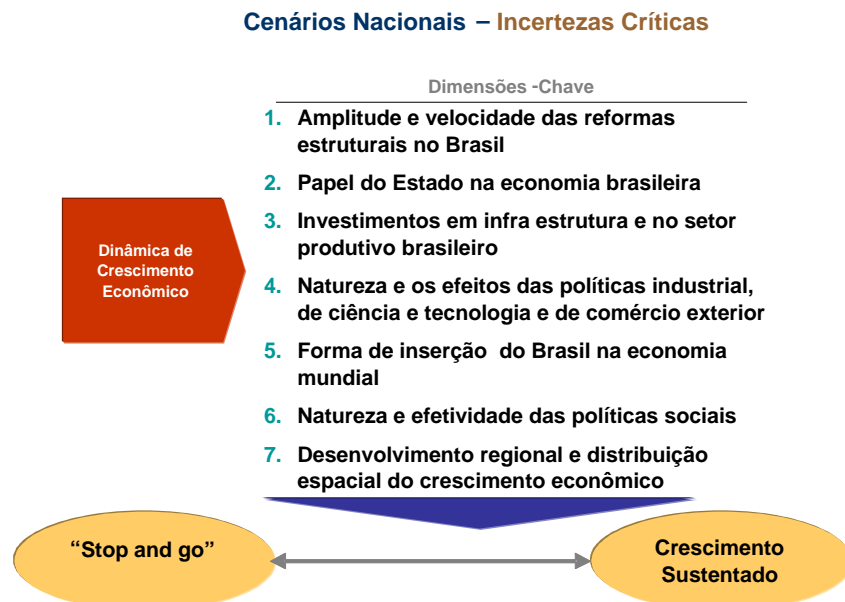 Cenários Nacionais – Incertezas Críticas
Dimensões -Chave
1. Amplitude e velocidade das reformas
estruturais no Brasil
2. Papel do Estado na economia brasileira
3. Investimentos em infra estrutura e no setor
produtivo brasileiro
Dinâmica de
Crescimento
Econômico
4. Natureza e os efeitos das políticas industrial,
de ciência e tecnologia e de comércio exterior
5. Forma de inserção do Brasil na economia
mundial
6. Natureza e efetividade das políticas sociais
7. Desenvolvimento regional e distribuição
espacial do crescimento econômico
“Stop and go”
Crescimento
Sustentado